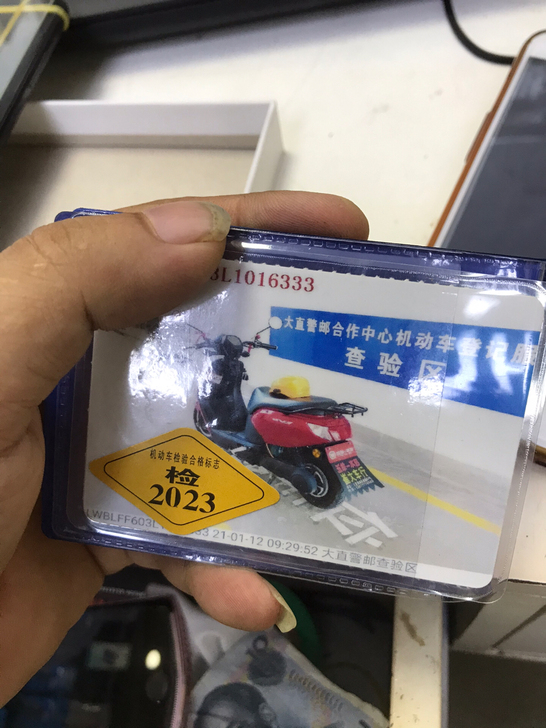 3L1016333
大直警邮合作中心机动车登记服
查验区
机动车检验合格标志
检
2023
LWBLFF603L 21-01-12 09:29:52 大直警邮查验区